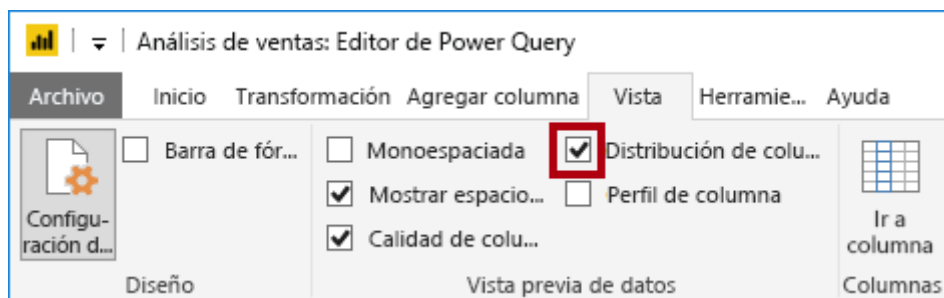 Análisis de ventas: Editor de Power Query
Archivo Inicio Transformación Agregar columna Vista Herramie... Ayuda
Configu-
ración d...
Barra de fór...
Diseño
Monoespaciada
Mostrar espacio...
Calidad de colu...
Distribución de colu...
Perfil de columna
Vista previa de datos
Ir a
columna
Columnas